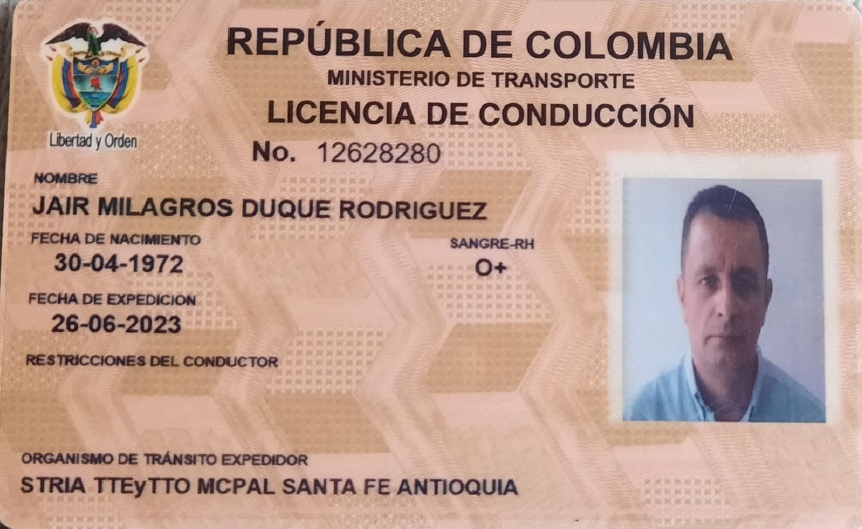 REPÚBLICA DE COLOMBIA
MINISTERIO DE TRANSPORTE
LICENCIA DE CONDUCCIÓN
Libertad y Orden
No. 12628280
NOMBRE
JAIR MILAGROS DUQUE RODRIGUEZ
FECHA DE NACIMIENTO
30-04-1972
SANGRE-RH
O+
FECHA DE EXPEDICION
26-06-2023
RESTRICCIONES DEL CONDUCTOR
ORGANISMO DE TRÁNSITO EXPEDIDOR
STRIA TTEyTTO MCPAL SANTA FE ANTIOQUIA